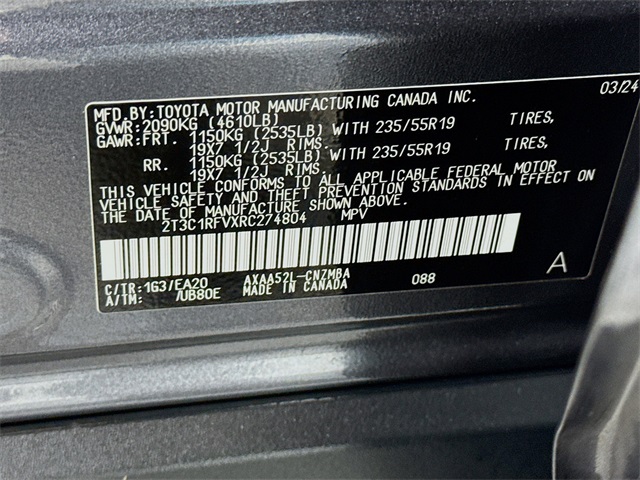 03/24
MFD.BY:TOYOTA MOTOR MANUFACTURING CANADA INC.
GVWR:2090KG (4610LB)
GAWR:FRT. 1150KG (2535LB) WITH 235/55R19 TIRES,
19X7 1/2J RIMS.
RR. 1150KG (2535LB) WITH 235/55R19 TIRES,
19X7 1/2J RIMS.
THIS VEHICLE CONFORMS TO ALL APPLICABLE FEDERAL MOTOR
VEHICLE SAFETY AND THEFT PREVENTION STANDARDS IN EFFECT ON
THE DATE OF MANUFACTURE SHOWN ABOVE.
2T3C1RFVXRC274804 MPV
C/TR:1G3/EA20 AXAA52L-CNZMBA 088 A
A/TM: /UB80E MADE IN CANADA